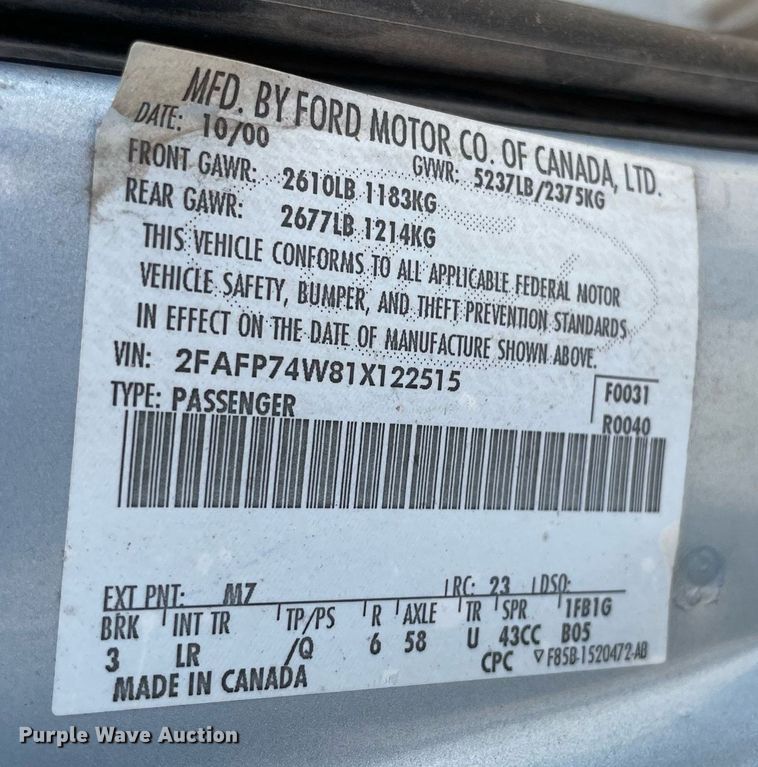 MFD. BY FORD MOTOR CO. OF CANADA, LTD.
DATE: 10/00 GVWR: 5237LB/2375KG
FRONT GAWR: 2610LB 1183KG
REAR GAWR: 2677LB 1214KG
THIS VEHICLE CONFORMS TO ALL APPLICABLE FEDERAL MOTOR
VEHICLE SAFETY, BUMPER, AND THEFT PREVENTION STANDARDS
IN EFFECT ON THE DATE OF MANUFACTURE SHOWN ABOVE.
VIN: 2FAFP74W81X122515 F0031
TYPE: PASSENGER R0040
EXT PNT: M7 RC: 23 DSO:
BRK INT TR TP/PS R AXLE TR SPR 1FB1G
3 LR /Q 6 58 U 43CC B05
MADE IN CANADA CPC ▽F85B-1520472-AB
Purple Wave Auction